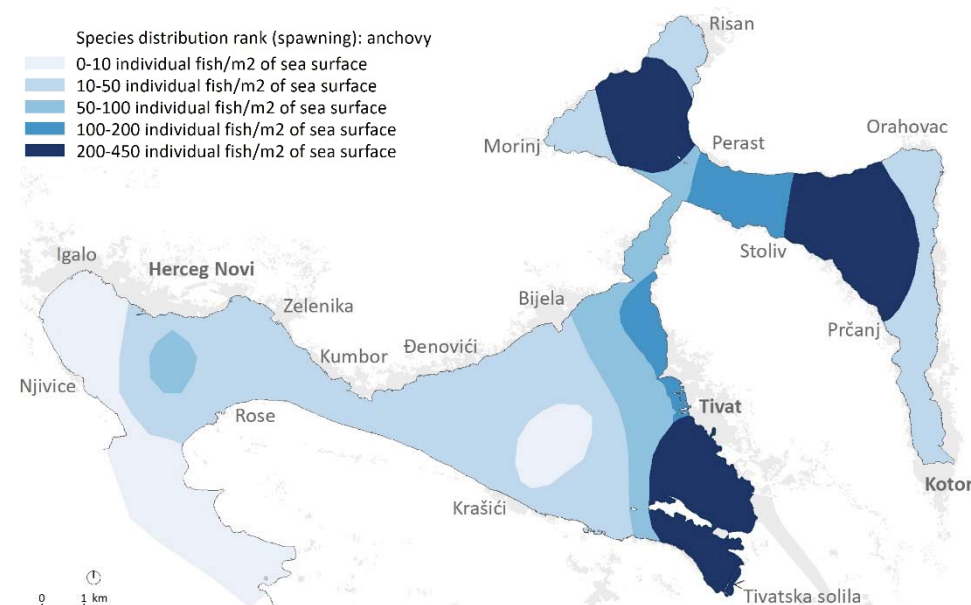 Species distribution rank (spawning): anchovy
0-10 individual fish/m2 of sea surface
10-50 individual fish/m2 of sea surface
50-100 individual fish/m2 of sea surface
100-200 individual fish/m2 of sea surface
200-450 individual fish/m2 of sea surface
Risan
Orahovac
Morinj
Perast
Stoliv
Igalo
Herceg Novi
Zelenika
Bijela
Prčanj
Kumbor
Đenovići
Njivice
Rose
Tivat
Krašići
Kotor
Tivatska solila
0 1 km